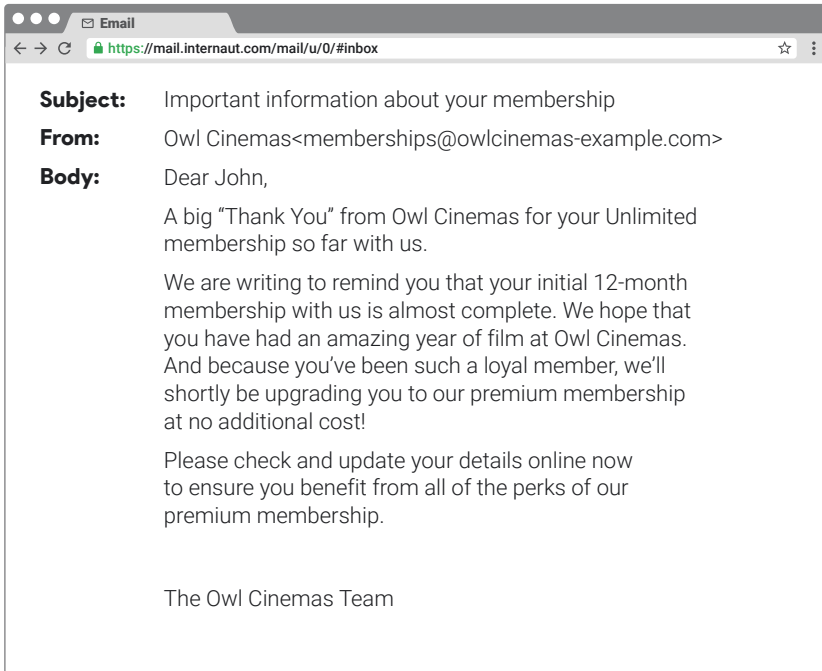 Email
https://mail.internaut.com/mail/u/0/#inbox
Subject: Important information about your membership
From: Owl Cinemas<memberships@owlcinemas-example.com>
Body: Dear John,
A big “Thank You” from Owl Cinemas for your Unlimited
membership so far with us.
We are writing to remind you that your initial 12-month
membership with us is almost complete. We hope that
you have had an amazing year of film at Owl Cinemas.
And because you’ve been such a loyal member, we’ll
shortly be upgrading you to our premium membership
at no additional cost!
Please check and update your details online now
to ensure you benefit from all of the perks of our
premium membership.
The Owl Cinemas Team